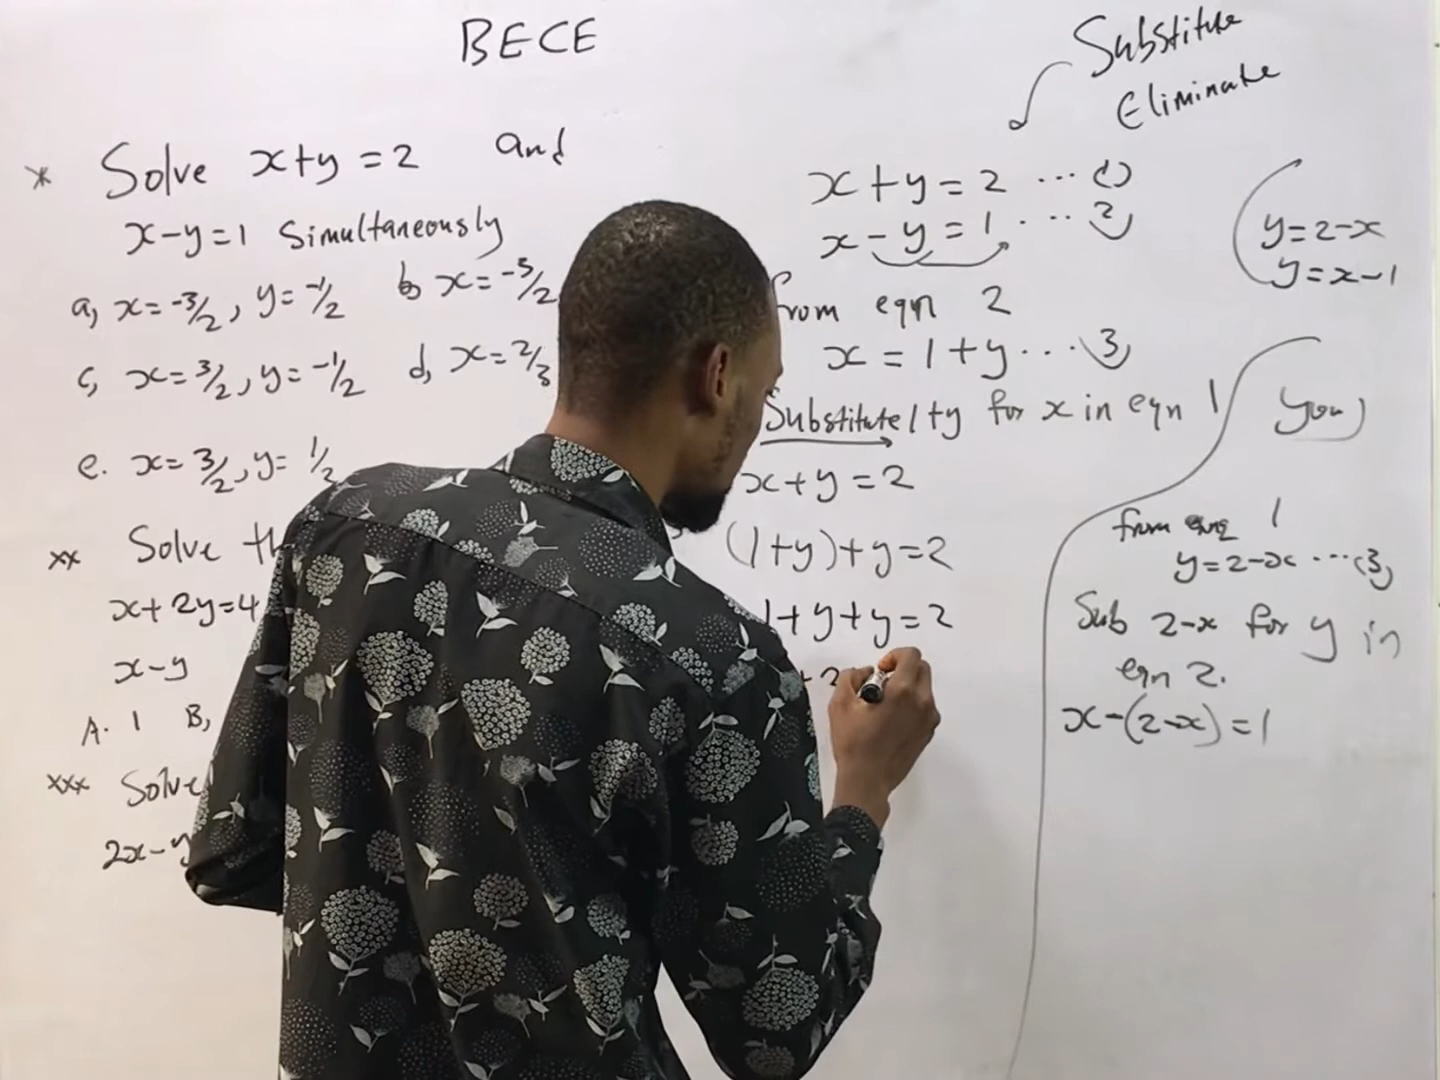 BECE
Substitute
Eliminate
* Solve x+y=2 and
x-y=1 Simultaneously
a, x=-3/2, y=-1/2 b, x=-3/2
c, x=3/2, y=-1/2 d, x=2/3
e. x=3/2, y=1/2
xx Solve
x+2y=4
x-y
A. 1 B,
xxx Solve
2x-y
x+y=2 ...(1)
x-y=1 ...(2)
from eqn 2
x=1+y...(3)
Substitute 1+y for x in eqn 1
x+y=2
(1+y)+y=2
1+y+y=2
+2
y=2-x
y=x-1
You
from eqn 1
y=2-x ...(3)
Sub 2-x for y in
eqn 2.
x-(2-x)=1